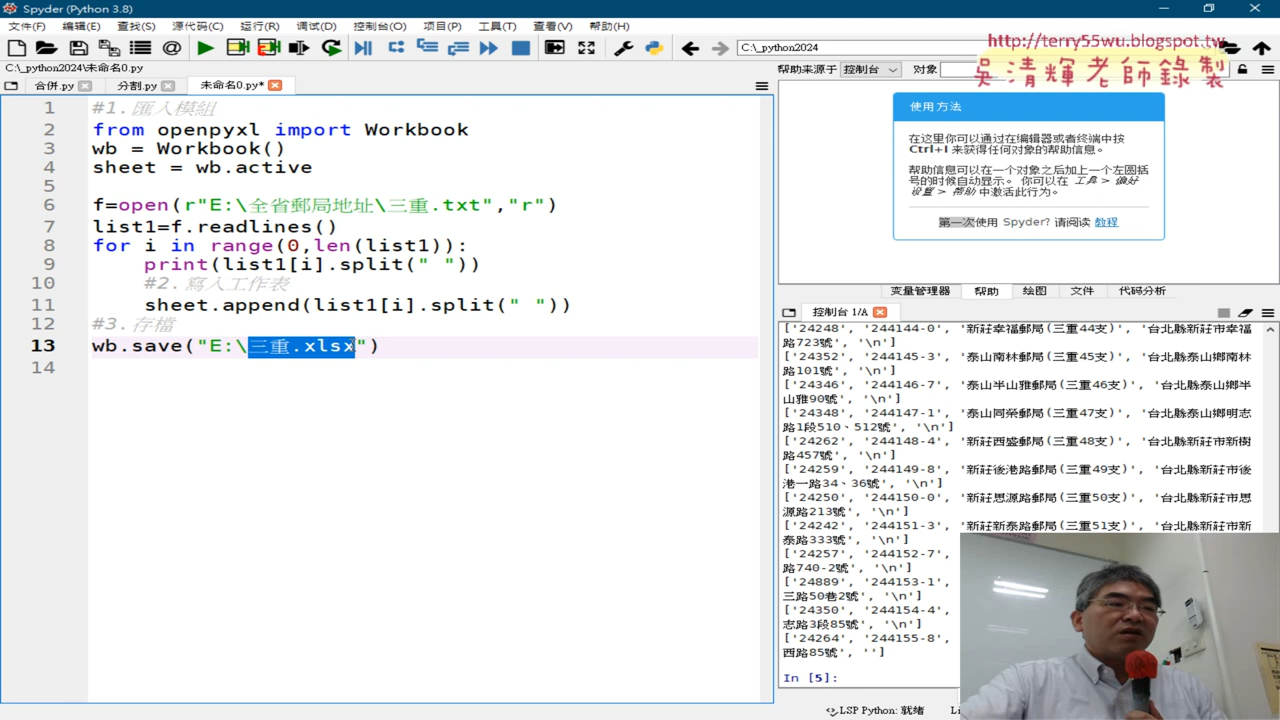 Spyder (Python 3.8)
文件(F) 编辑(E) 查找(S) 源代码(C) 运行(R) 调试(D) 控制台(O) 项目(P) 工具(T) 查看(V) 帮助(H)
C:\_python2024
http://terry55wu.blogspot.tw
吳清輝老師錄製
C:\_python2024\未命名0.py
帮助来源于 控制台 对象
合併.py 分割.py 未命名0.py*
1 #1.匯入模組
2 from openpyxl import Workbook
3 wb = Workbook()
4 sheet = wb.active
5
6 f=open(r"E:\全省郵局地址\三重.txt","r")
7 list1=f.readlines()
8 for i in range(0,len(list1)):
9 print(list1[i].split(" "))
10 #2.寫入工作表
11 sheet.append(list1[i].split(" "))
12 #3.存檔
13 wb.save("E:\三重.xlsx")
14
使用方法
在这里你可以通过在编辑器或者终端中按
Ctrl+I 来获得任何对象的帮助信息。
帮助信息可以在一个对象之后加上一个左圆括
号的时候自动显示。 你可以在 工具 > 偏好
设置 > 帮助 中激活此行为。
第一次使用 Spyder? 请阅读 教程
变量管理器 帮助 绘图 文件 代码分析
控制台 1/A
['24248', '244144-0', '新莊幸福郵局(三重44支)', '台北縣新莊市幸福
路723號', '\n']
['24352', '244145-3', '泰山南林郵局(三重45支)', '台北縣泰山鄉南林
路101號', '\n']
['24346', '244146-7', '泰山半山雅郵局(三重46支)', '台北縣泰山鄉半
山雅90號', '\n']
['24348', '244147-1', '泰山同榮郵局(三重47支)', '台北縣泰山鄉明志
路1段510、512號', '\n']
['24262', '244148-4', '新莊西盛郵局(三重48支)', '台北縣新莊市新樹
路457號', '\n']
['24259', '244149-8', '新莊後港路郵局(三重49支)', '台北縣新莊市後
港一路34、36號', '\n']
['24250', '244150-0', '新莊思源路郵局(三重50支)', '台北縣新莊市思
源路213號', '\n']
['24242', '244151-3', '新莊新泰路郵局(三重51支)', '台北縣新莊市新
泰路333號', '\n']
['24257', '244152-7',
路740-2號', '\n']
['24889', '244153-1',
三路50巷2號', '\n']
['24350', '244154-4',
志路3段85號', '\n']
['24264', '244155-8',
西路85號', '']
In [5]:
LSP Python: 就绪